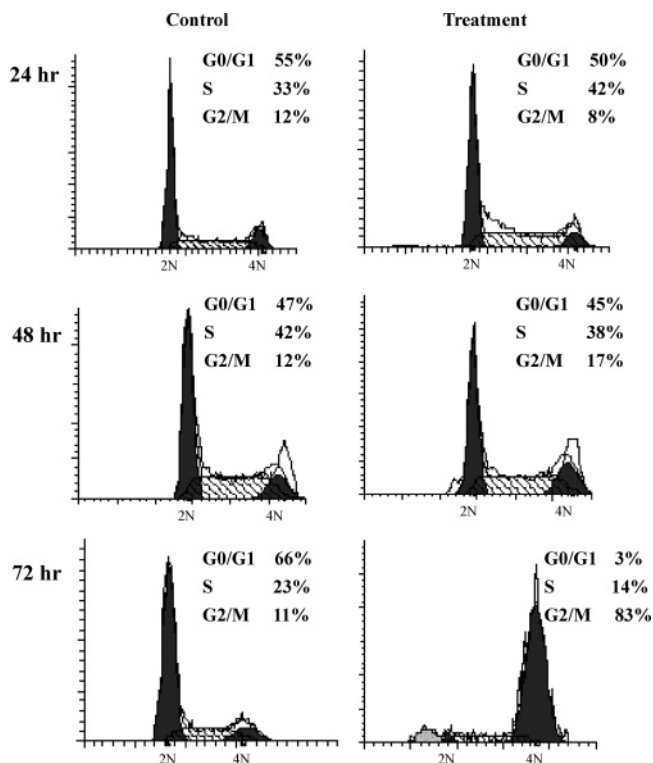 Control Treatment
24 hr
G0/G1 55%
S 33%
G2/M 12%
2N 4N
G0/G1 50%
S 42%
G2/M 8%
2N 4N
48 hr
G0/G1 47%
S 42%
G2/M 12%
2N 4N
G0/G1 45%
S 38%
G2/M 17%
2N 4N
72 hr
G0/G1 66%
S 23%
G2/M 11%
2N 4N
G0/G1 3%
S 14%
G2/M 83%
2N 4N